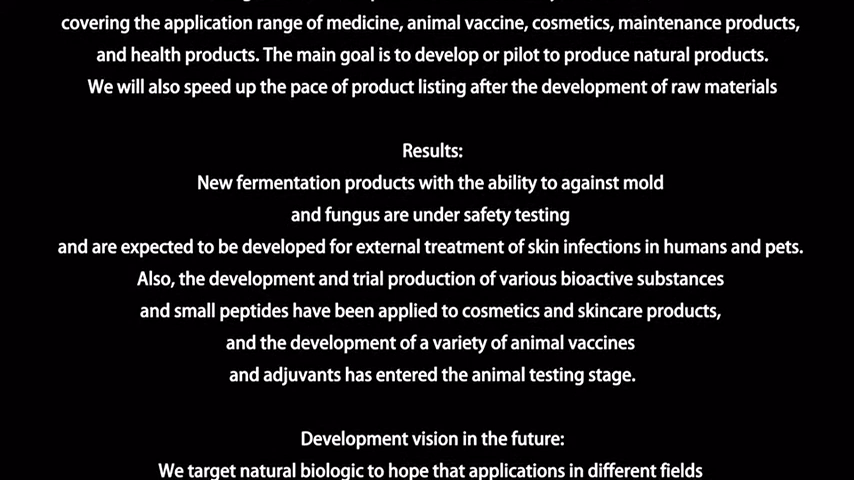 covering the application range of medicine, animal vaccine, cosmetics, maintenance products,
and health products. The main goal is to develop or pilot to produce natural products.
We will also speed up the pace of product listing after the development of raw materials
Results:
New fermentation products with the ability to against mold
and fungus are under safety testing
and are expected to be developed for external treatment of skin infections in humans and pets.
Also, the development and trial production of various bioactive substances
and small peptides have been applied to cosmetics and skincare products,
and the development of a variety of animal vaccines
and adjuvants has entered the animal testing stage.
Development vision in the future:
We target natural biologic to hope that applications in different fields